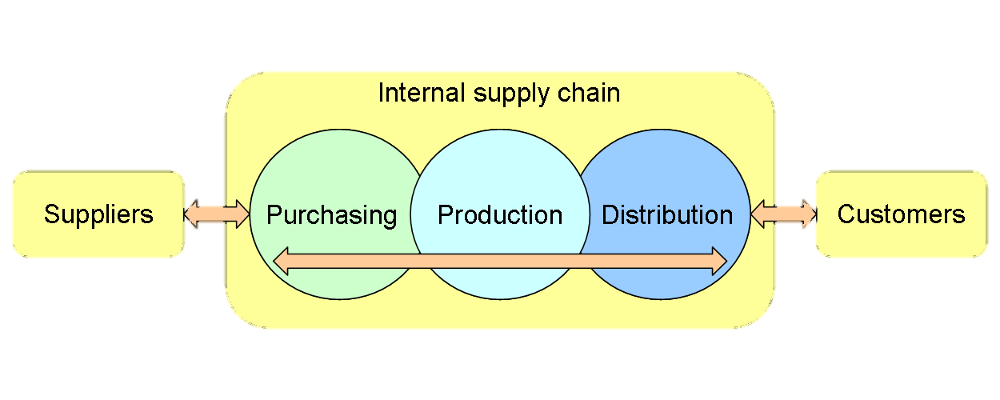 Internal supply chain
Suppliers
Purchasing
Production
Distribution
Customers